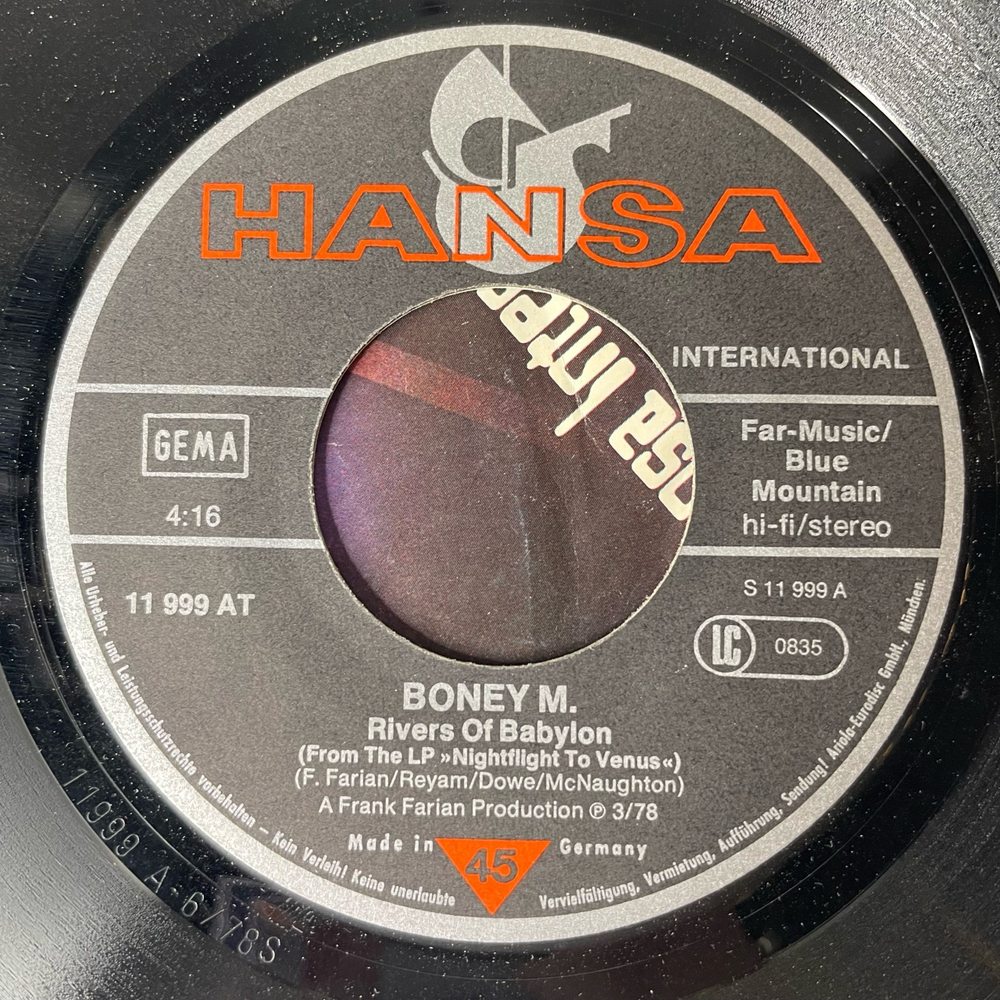 HANSA
INTERNATIONAL
nsa Inter
GEMA
4:16
Far-Music/
Blue
Mountain
hi-fi/stereo
11 999 AT
S 11 999 A
LC 0835
BONEY M.
Rivers Of Babylon
(From The LP »Nightflight To Venus«)
(F. Farian/Reyam/Dowe/McNaughton)
A Frank Farian Production ℗ 3/78
Made in 45 Germany
Alle Urheber- und Leistungsschutzrechte vorbehalten – Kein Verleih! Keine unerlaubte Vervielfältigung, Vermietung, Aufführung, Sendung! Ariola-Eurodisc GmbH., München.
11999 A-6/78S